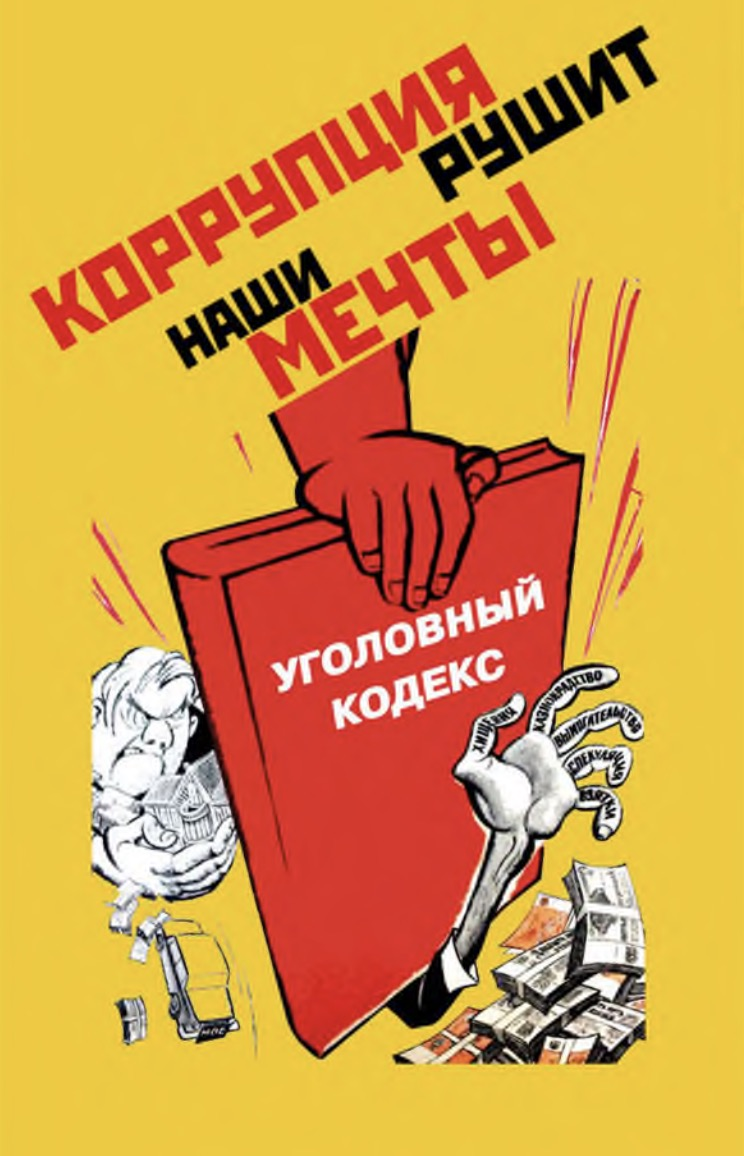 КОРРУПЦИЯ
РУШИТ
НАШИ
МЕЧТЫ
УГОЛОВНЫЙ
КОДЕКС
ХИЩЕНИЯ
КАЗНОКРАДСТВО
ВЫМОГАТЕЛЬСТВО
СПЕКУЛЯЦИЯ
ВЗЯТКИ